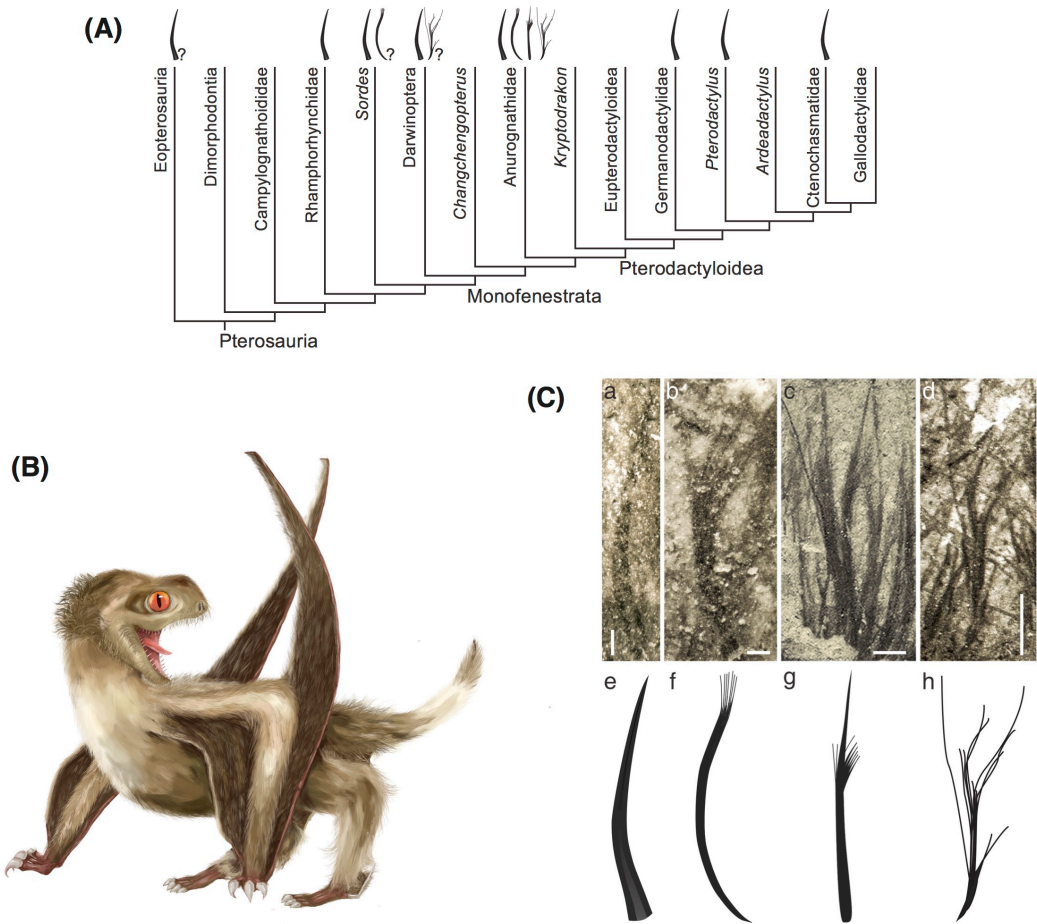 (A)
? ? ?
Eopterosauria
Dimorphodontia
Campylognathoididae
Rhamphorhynchidae
Sordes
Darwinoptera
Changchengopterus
Anurognathidae
Kryptodrakon
Eupterodactyloidea
Germanodactylidae
Pterodactylus
Ardeadactylus
Ctenochasmatidae
Gallodactylidae
Pterodactyloidea
Monofenestrata
Pterosauria
(B)
(C)
a b c d
e f g h